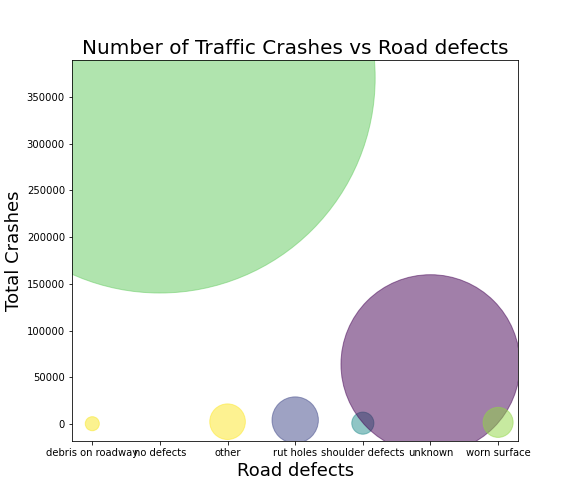 Number of Traffic Crashes vs Road defects
350000
300000
250000
200000
150000
100000
50000
0
Total Crashes
debris on roadway no defects other rut holes shoulder defects unknown worn surface
Road defects